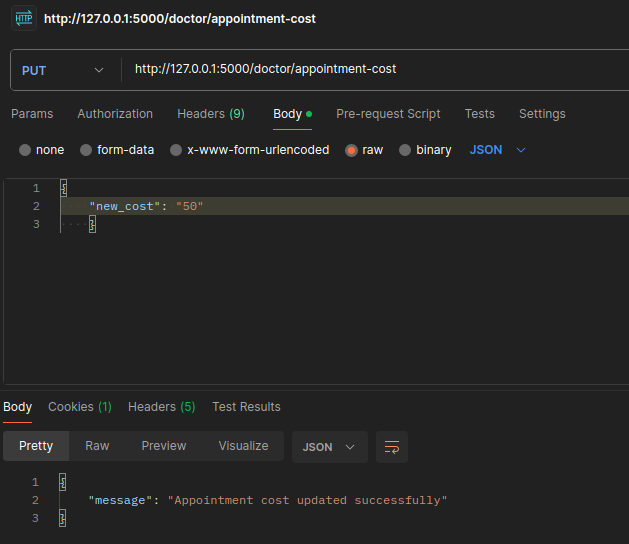 HTTP http://127.0.0.1:5000/doctor/appointment-cost
PUT http://127.0.0.1:5000/doctor/appointment-cost
Params Authorization Headers (9) Body Pre-request Script Tests Settings
none form-data x-www-form-urlencoded raw binary JSON
1 {
2 "new_cost": "50"
3 ····}
Body Cookies (1) Headers (5) Test Results
Pretty Raw Preview Visualize JSON
1 {
2 "message": "Appointment cost updated successfully"
3 }